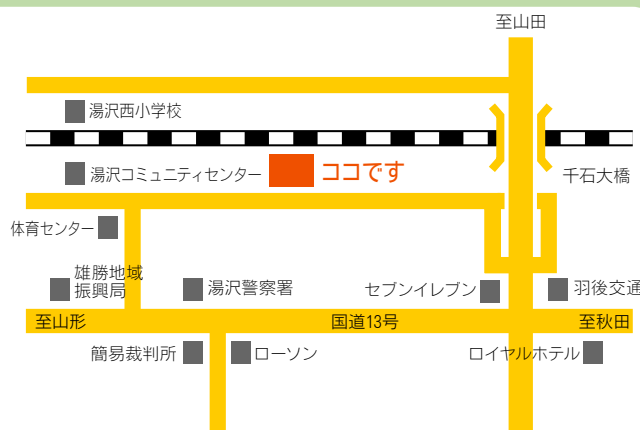 至山田
湯沢西小学校
湯沢コミュニティセンター
ココです
千石大橋
体育センター
雄勝地域
振興局
湯沢警察署
セブンイレブン
羽後交通
至山形
国道13号
至秋田
簡易裁判所
ローソン
ロイヤルホテル